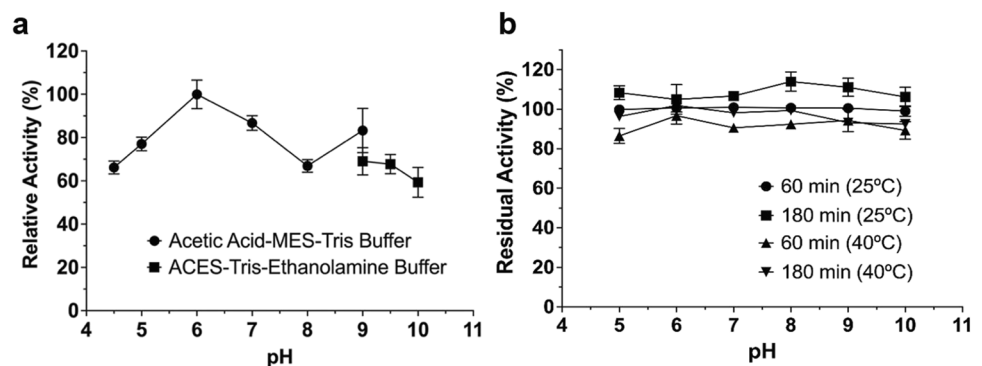 a
Relative Activity (%)
120
100
80
60
40
20
0
4
5
6
7
8
9
10
11
pH
Acetic Acid-MES-Tris Buffer
ACES-Tris-Ethanolamine Buffer
b
Residual Activity (%)
120
100
80
60
40
20
0
4
5
6
7
8
9
10
11
pH
60 min (25ºC)
180 min (25ºC)
60 min (40ºC)
180 min (40ºC)